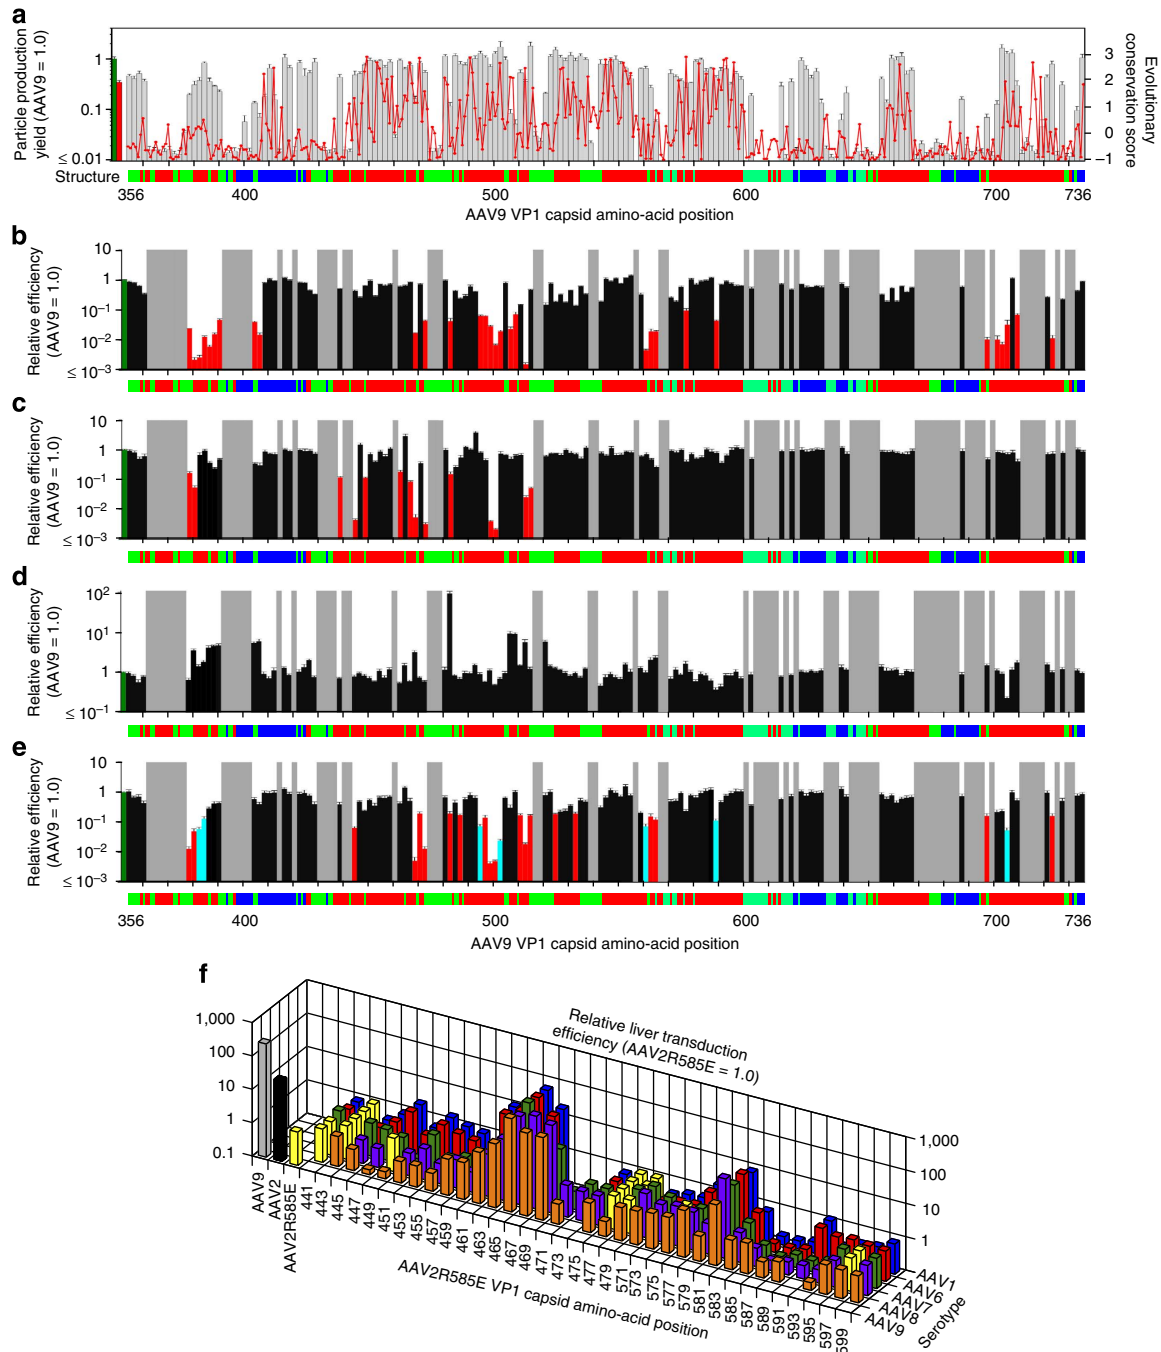 a
Particle production
yield (AAV9 = 1.0)
1
0.1
≤ 0.01
3
2
1
0
−1
Evolutionary
conservation score
Structure
356
400
500
600
700
736
AAV9 VP1 capsid amino-acid position
b
Relative efficiency
(AAV9 = 1.0)
10
1
10−1
10−2
≤ 10−3
c
Relative efficiency
(AAV9 = 1.0)
10
1
10−1
10−2
≤ 10−3
d
Relative efficiency
(AAV9 = 1.0)
102
101
1
≤ 10−1
e
Relative efficiency
(AAV9 = 1.0)
10
1
10−1
10−2
≤ 10−3
356
400
500
600
700
736
AAV9 VP1 capsid amino-acid position
f
Relative liver transduction
efficiency (AAV2R585E = 1.0)
1,000
100
10
1
0.1
1,000
100
10
1
AAV9
AAV2
AAV2R585E
441
443
445
447
449
451
453
455
457
459
461
463
465
467
469
471
473
475
477
479
571
573
575
577
579
581
583
585
587
589
591
593
595
597
599
AAV2R585E VP1 capsid amino-acid position
AAV1
AAV6
AAV7
AAV8
AAV9
Serotype